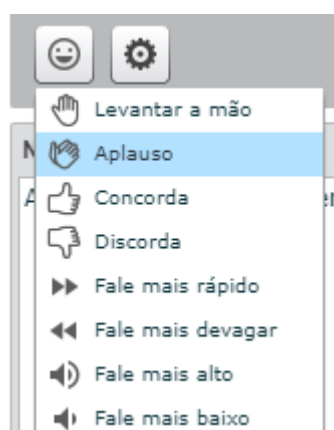 Levantar a mão
Aplauso
Concorda
Discorda
Fale mais rápido
Fale mais devagar
Fale mais alto
Fale mais baixo